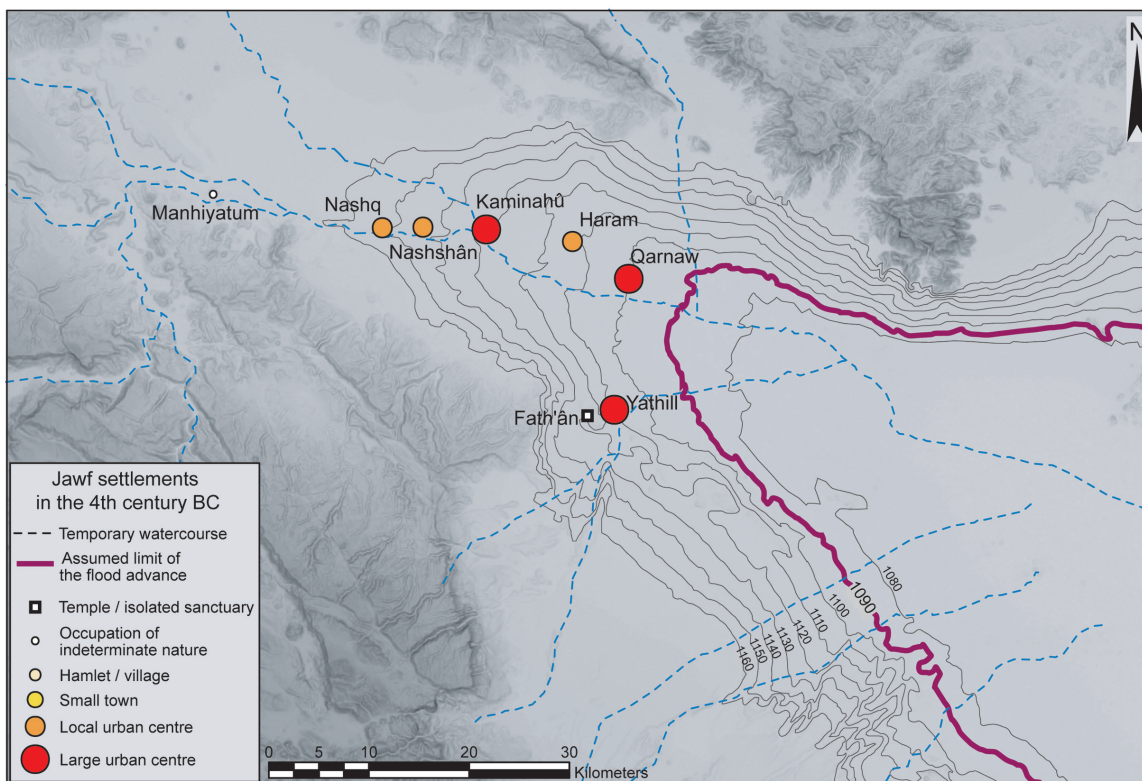 N
Manhiyatum
Nashq
Nashshân
Kaminahû
Haram
Qarnaw
Yathill
Fath'ân
1160
1150
1140
1130
1120
1110
1100
1090
1080
Jawf settlements
in the 4th century BC
Temporary watercourse
Assumed limit of
the flood advance
Temple / isolated sanctuary
Occupation of
indeterminate nature
Hamlet / village
Small town
Local urban centre
Large urban centre
0 5 10 20 30
Kilometers